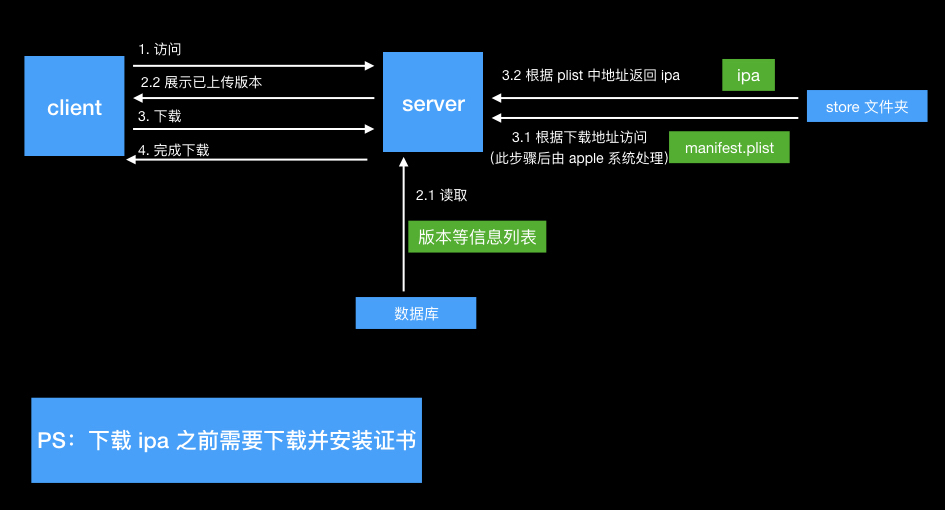 client
1. 访问
2.2 展示已上传版本
3. 下载
4. 完成下载
server
3.2 根据 plist 中地址返回 ipa
ipa
store 文件夹
3.1 根据下载地址访问
(此步骤后由 apple 系统处理)
manifest.plist
2.1 读取
版本等信息列表
数据库
PS：下载 ipa 之前需要下载并安装证书